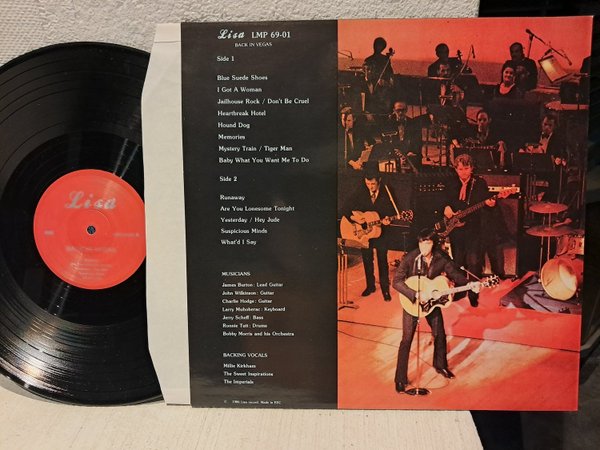 Lisa LMP 69-01
BACK IN VEGAS
Side 1
Blue Suede Shoes
I Got A Woman
Jailhouse Rock / Don't Be Cruel
Heartbreak Hotel
Hound Dog
Memories
Mystery Train / Tiger Man
Baby What You Want Me To Do
Side 2
Runaway
Are You Lonesome Tonight
Yesterday / Hey Jude
Suspicious Minds
What'd I Say
MUSICIANS
James Burton: Lead Guitar
John Wilkinson: Guitar
Charlie Hodge: Guitar
Larry Muhoberac: Keyboard
Jerry Scheff: Bass
Ronnie Tutt: Drums
Bobby Morris and his Orchestra
BACKING VOCALS
Millie Kirkham
The Sweet Inspirations
The Imperials
Lisa record. Made in
Lisa